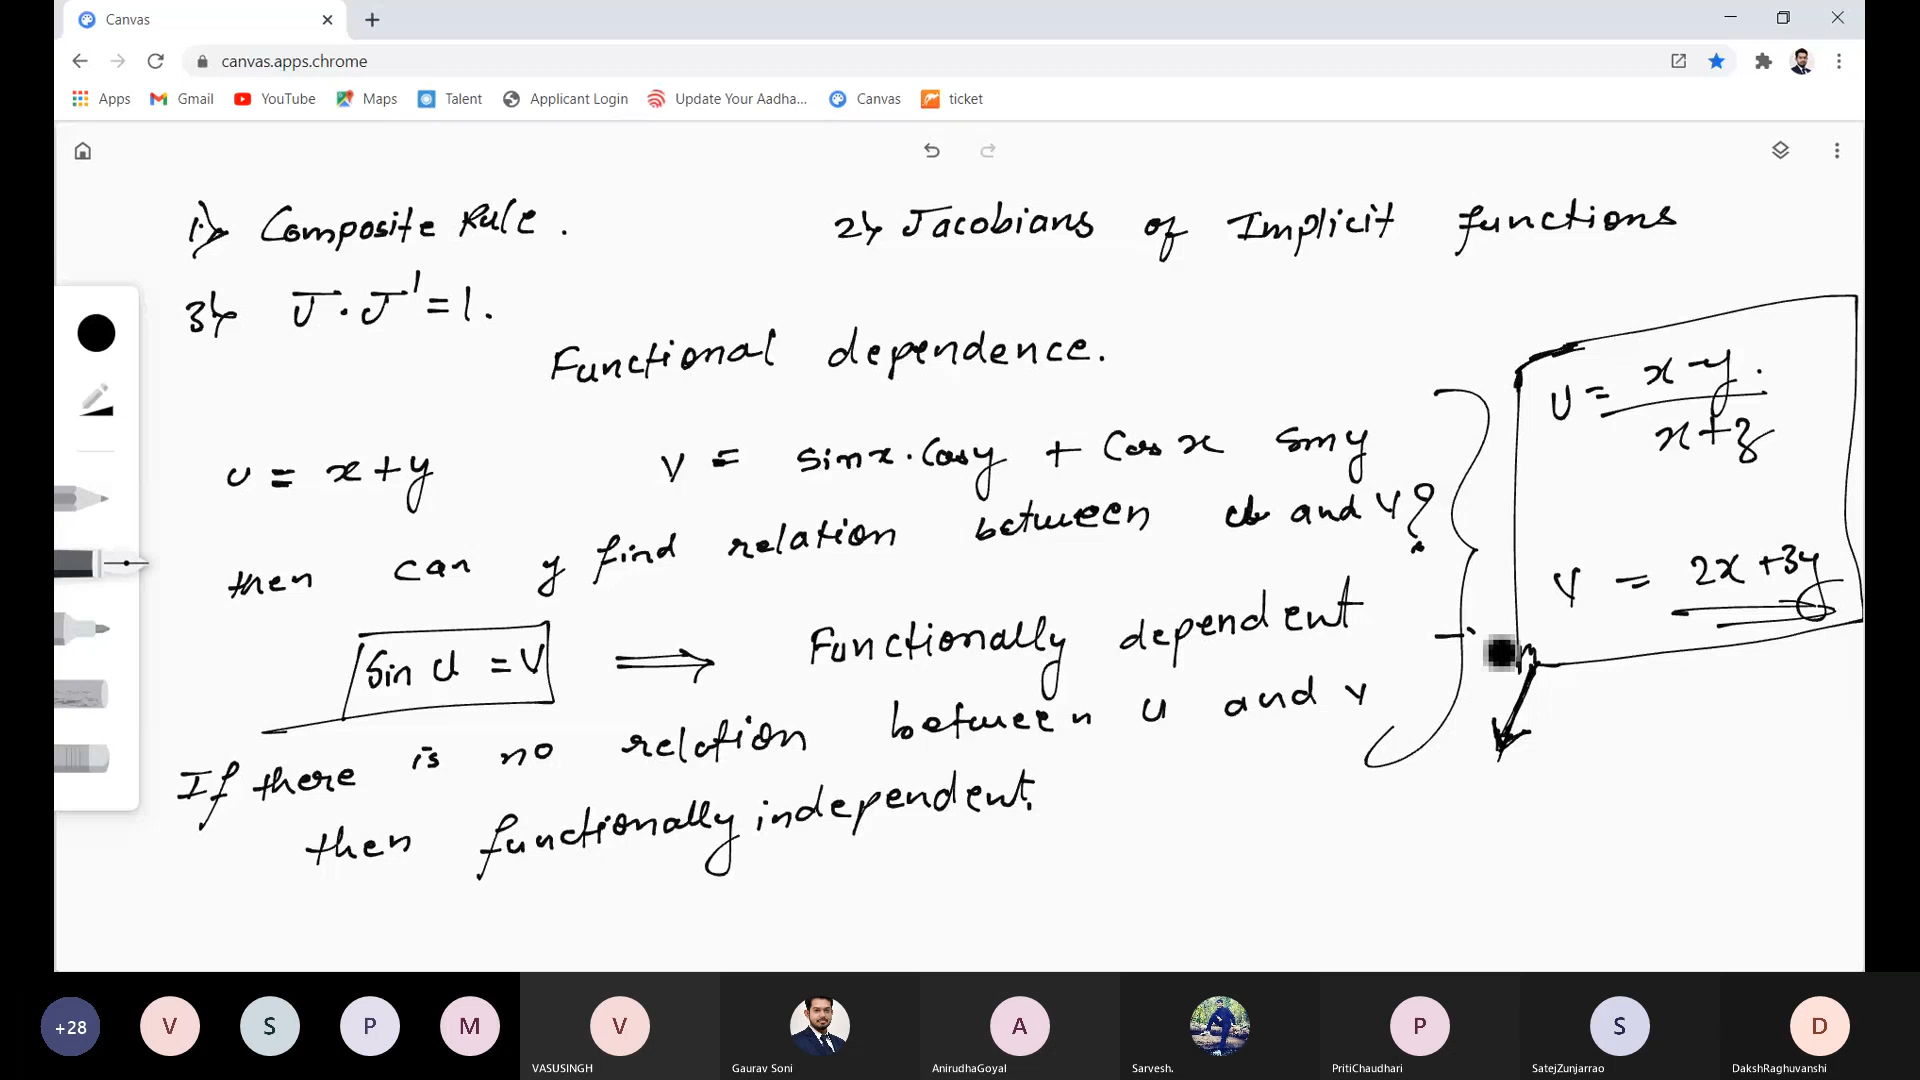 Canvas
canvas.apps.chrome
Apps Gmail YouTube Maps Talent Applicant Login Update Your Aadha... Canvas ticket
1) Composite Rule.
2) Jacobians of Implicit functions
3) J . J' = 1.
Functional dependence.
u = x+y
v = sinx.Cosy + Cosx Siny
then can y find relation between u and v?
Sin u = v ⟹ Functionally dependent
If there is no relation between u and v
then functionally independent.
U = x-y.
x+z
v = 2x+3y
+28 V S P M V A P S D
VASUSINGH Gaurav Soni AnirudhaGoyal Sarvesh. PritiChaudhari SatejZunjarrao DakshRaghuvanshi